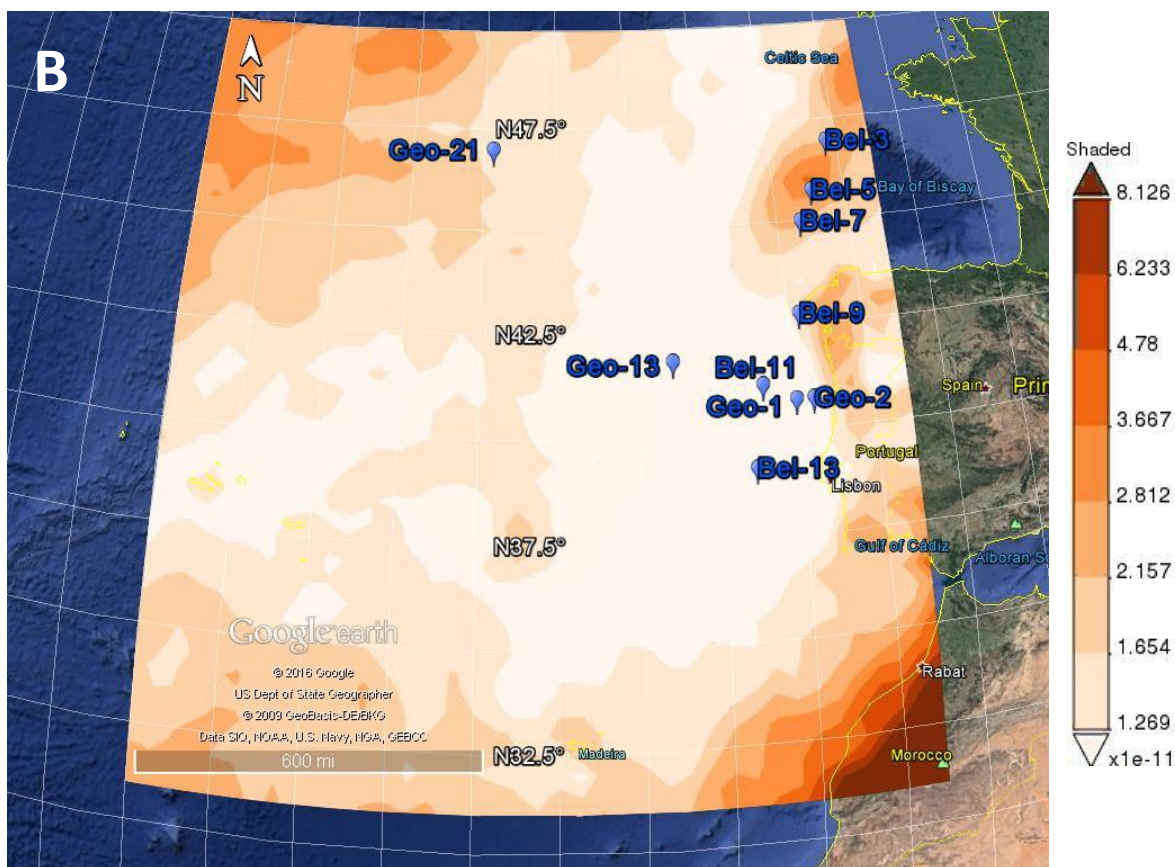 B
N
Celtic Sea
N47.5°
Geo-21
Bel-3
Bel-5
Bay of Biscay
Bel-7
Bel-9
N42.5°
Geo-13
Bel-11
Geo-1
Geo-2
Spain
Prin
Portugal
Bel-13
Lisbon
N37.5°
Gulf of Cádiz
Alboran Se
Google earth
© 2016 Google
US Dept of State Geographer
© 2009 GeoBasis-DE/BKG
Data SIO, NOAA, U.S. Navy, NGA, GEBCO
600 mi
N32.5°
Madeira
Rabat
Morocco
Shaded
8.126
6.233
4.78
3.667
2.812
2.157
1.654
1.269
x1e-11